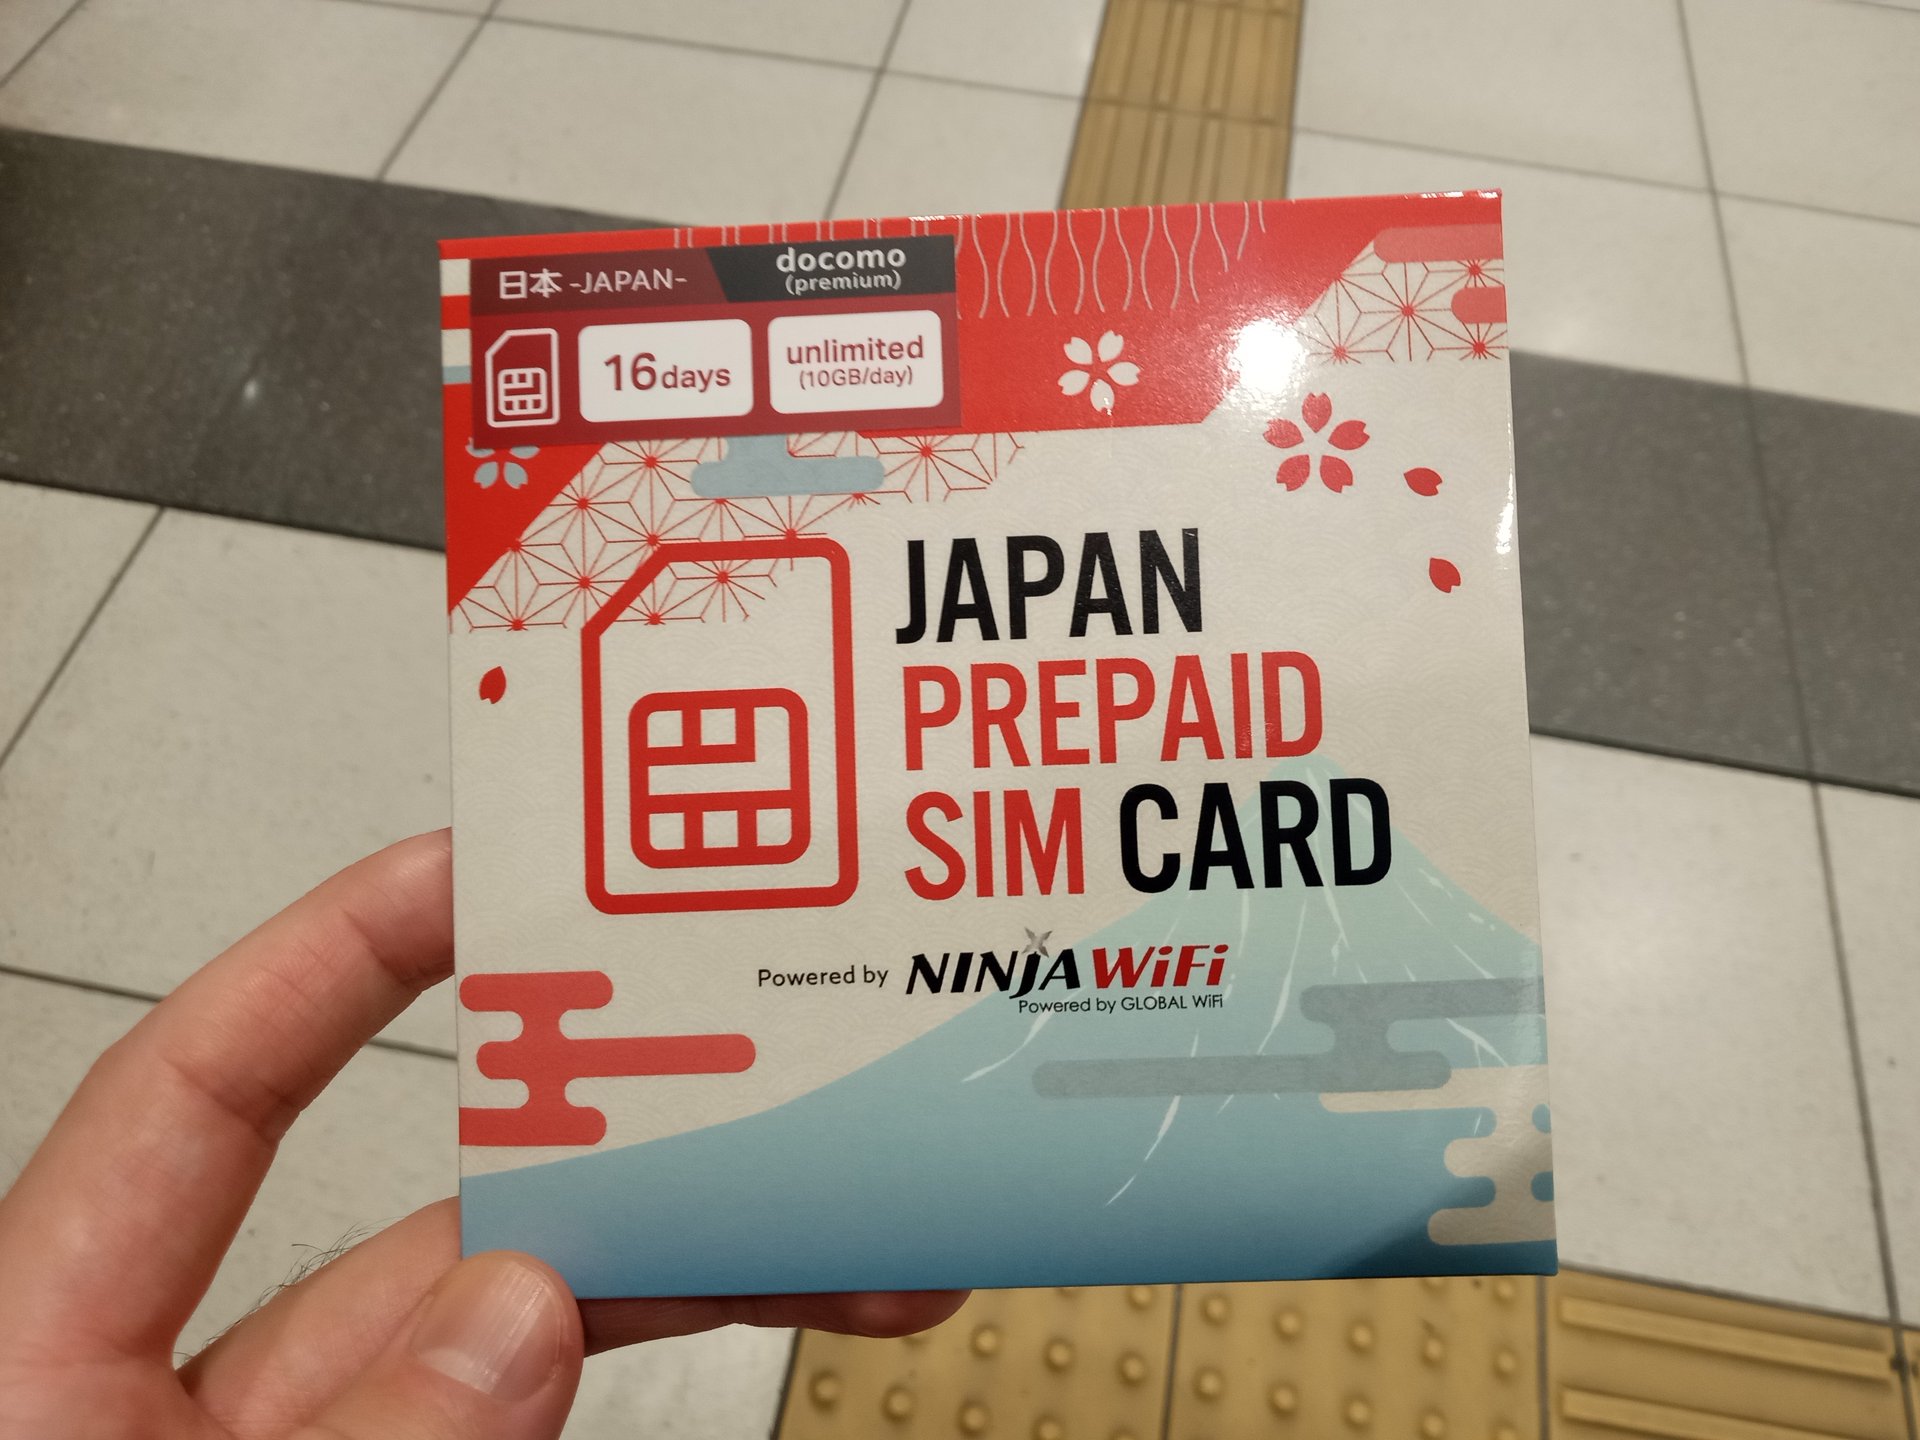 日本 -JAPAN-
docomo
(premium)
16days
unlimited
(10GB/day)
JAPAN
PREPAID
SIM CARD
Powered by NINJA WiFi
Powered by GLOBAL WiFi